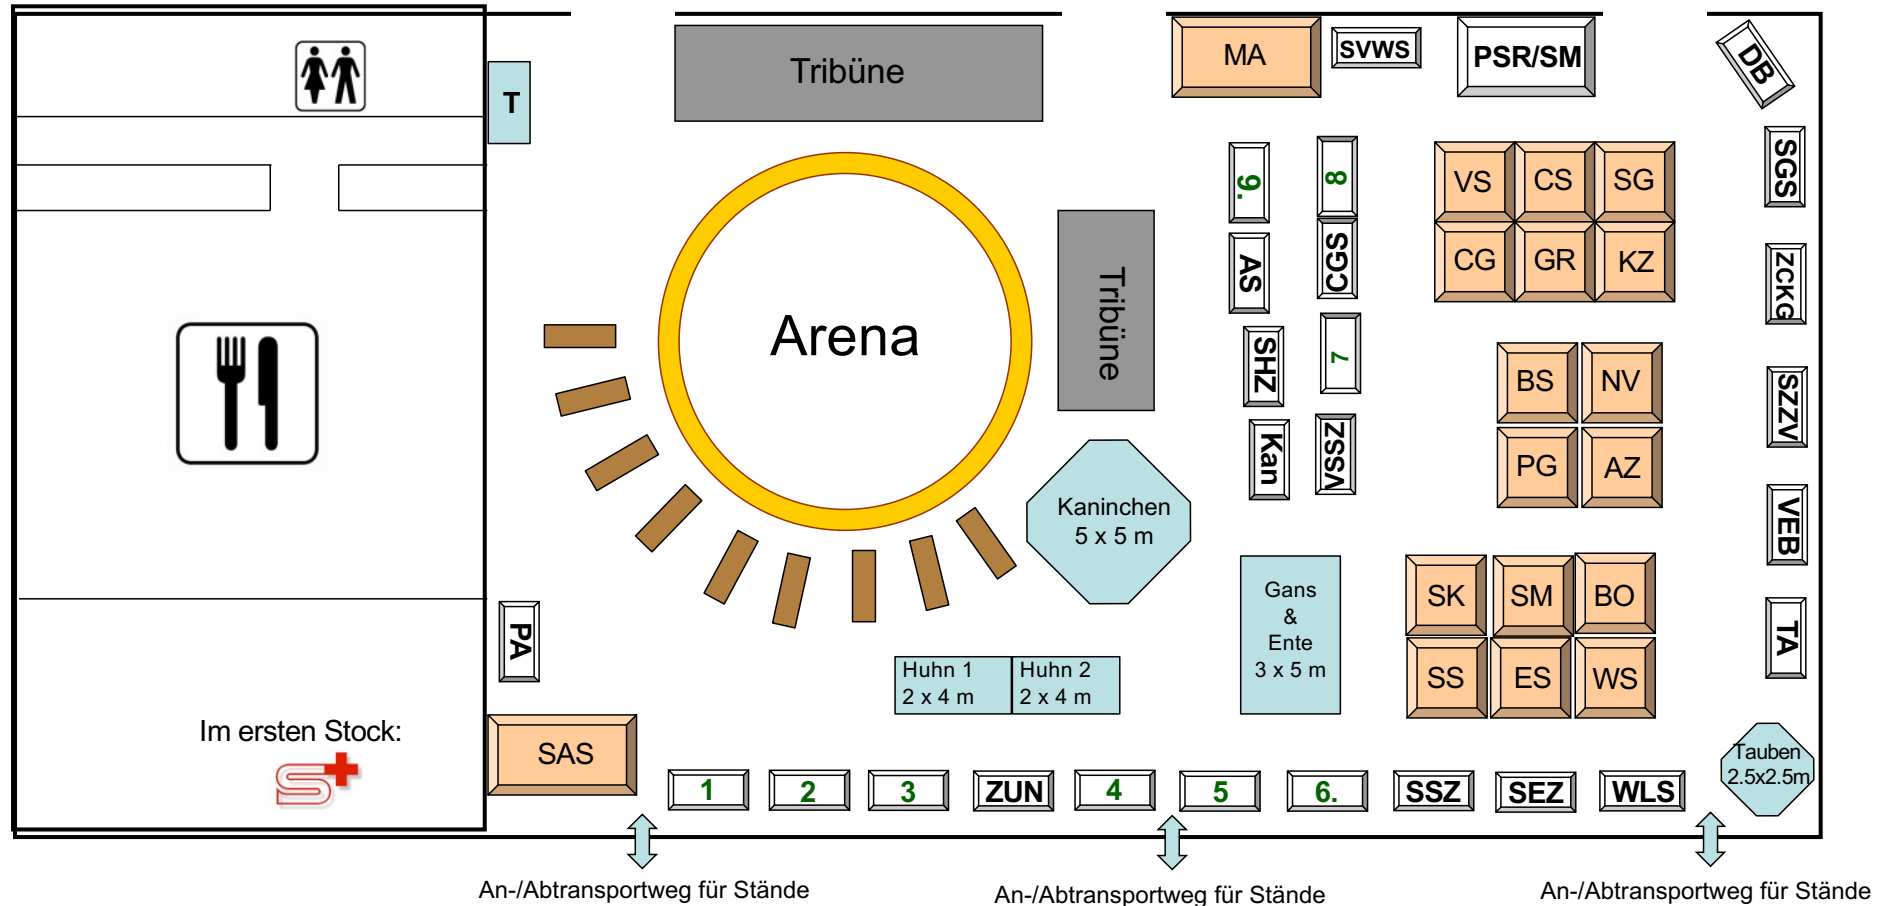 MA
SVWS
PSR/SM
DB
Tribüne
T
9.
8
VS
CS
SG
SGS
AS
CGS
CG
GR
KZ
ZCKG
Tribüne
Arena
SHZ
7
BS
NV
SZZV
Kan
ZSSV
PG
AZ
Kaninchen
5 x 5 m
VEB
Gans
&
Ente
3 x 5 m
SK
SM
BO
TA
PA
Huhn 1
2 x 4 m
Huhn 2
2 x 4 m
SS
ES
WS
Im ersten Stock:
S+
SAS
Tauben
2.5x2.5m
1
2
3
ZUN
4
5
6.
SSZ
SEZ
WLS
An-/Abtransportweg für Stände
An-/Abtransportweg für Stände
An-/Abtransportweg für Stände